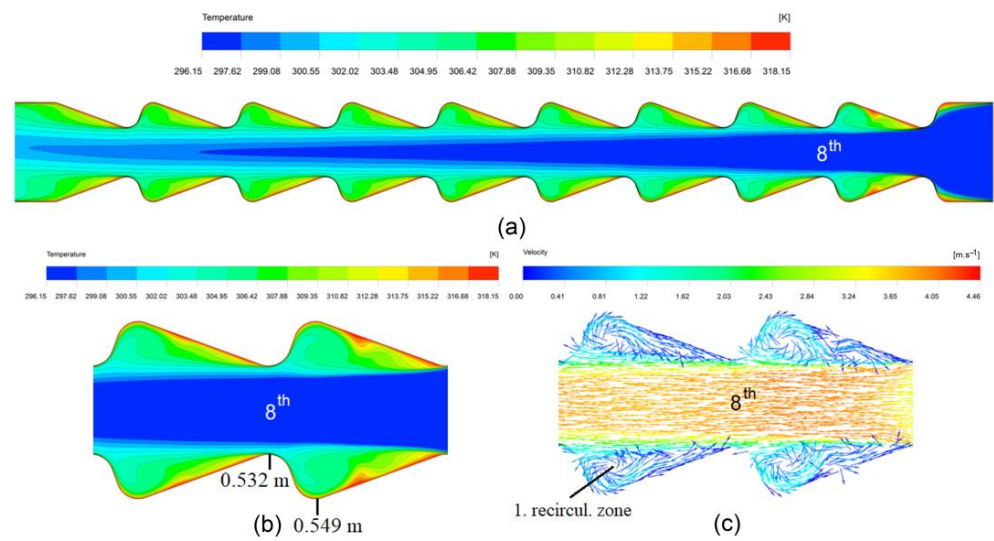 Temperature [K]
296.15 297.62 299.08 300.55 302.02 303.48 304.95 306.42 307.88 309.35 310.82 312.28 313.75 315.22 316.68 318.15
8th
(a)
Temperature [K]
296.15 297.62 299.08 300.55 302.02 303.48 304.95 306.42 307.88 309.35 310.82 312.28 313.75 315.22 316.68 318.15
8th
0.532 m
0.549 m
(b)
Velocity [m.s⁻¹]
0.00 0.41 0.81 1.22 1.62 2.03 2.43 2.84 3.24 3.65 4.05 4.46
8th
1. recircul. zone
(c)